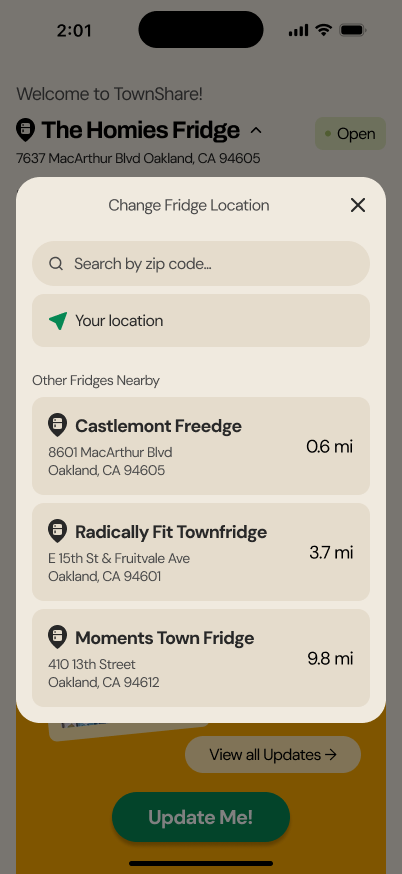 2:01
Welcome to TownShare!
The Homies Fridge
Open
7637 MacArthur Blvd Oakland, CA 94605
Change Fridge Location
Search by zip code...
Your location
Other Fridges Nearby
Castlemont Freedge
8601 MacArthur Blvd
Oakland, CA 94605
0.6 mi
Radically Fit Townfridge
E 15th St & Fruitvale Ave
Oakland, CA 94601
3.7 mi
Moments Town Fridge
410 13th Street
Oakland, CA 94612
9.8 mi
View all Updates →
Update Me!